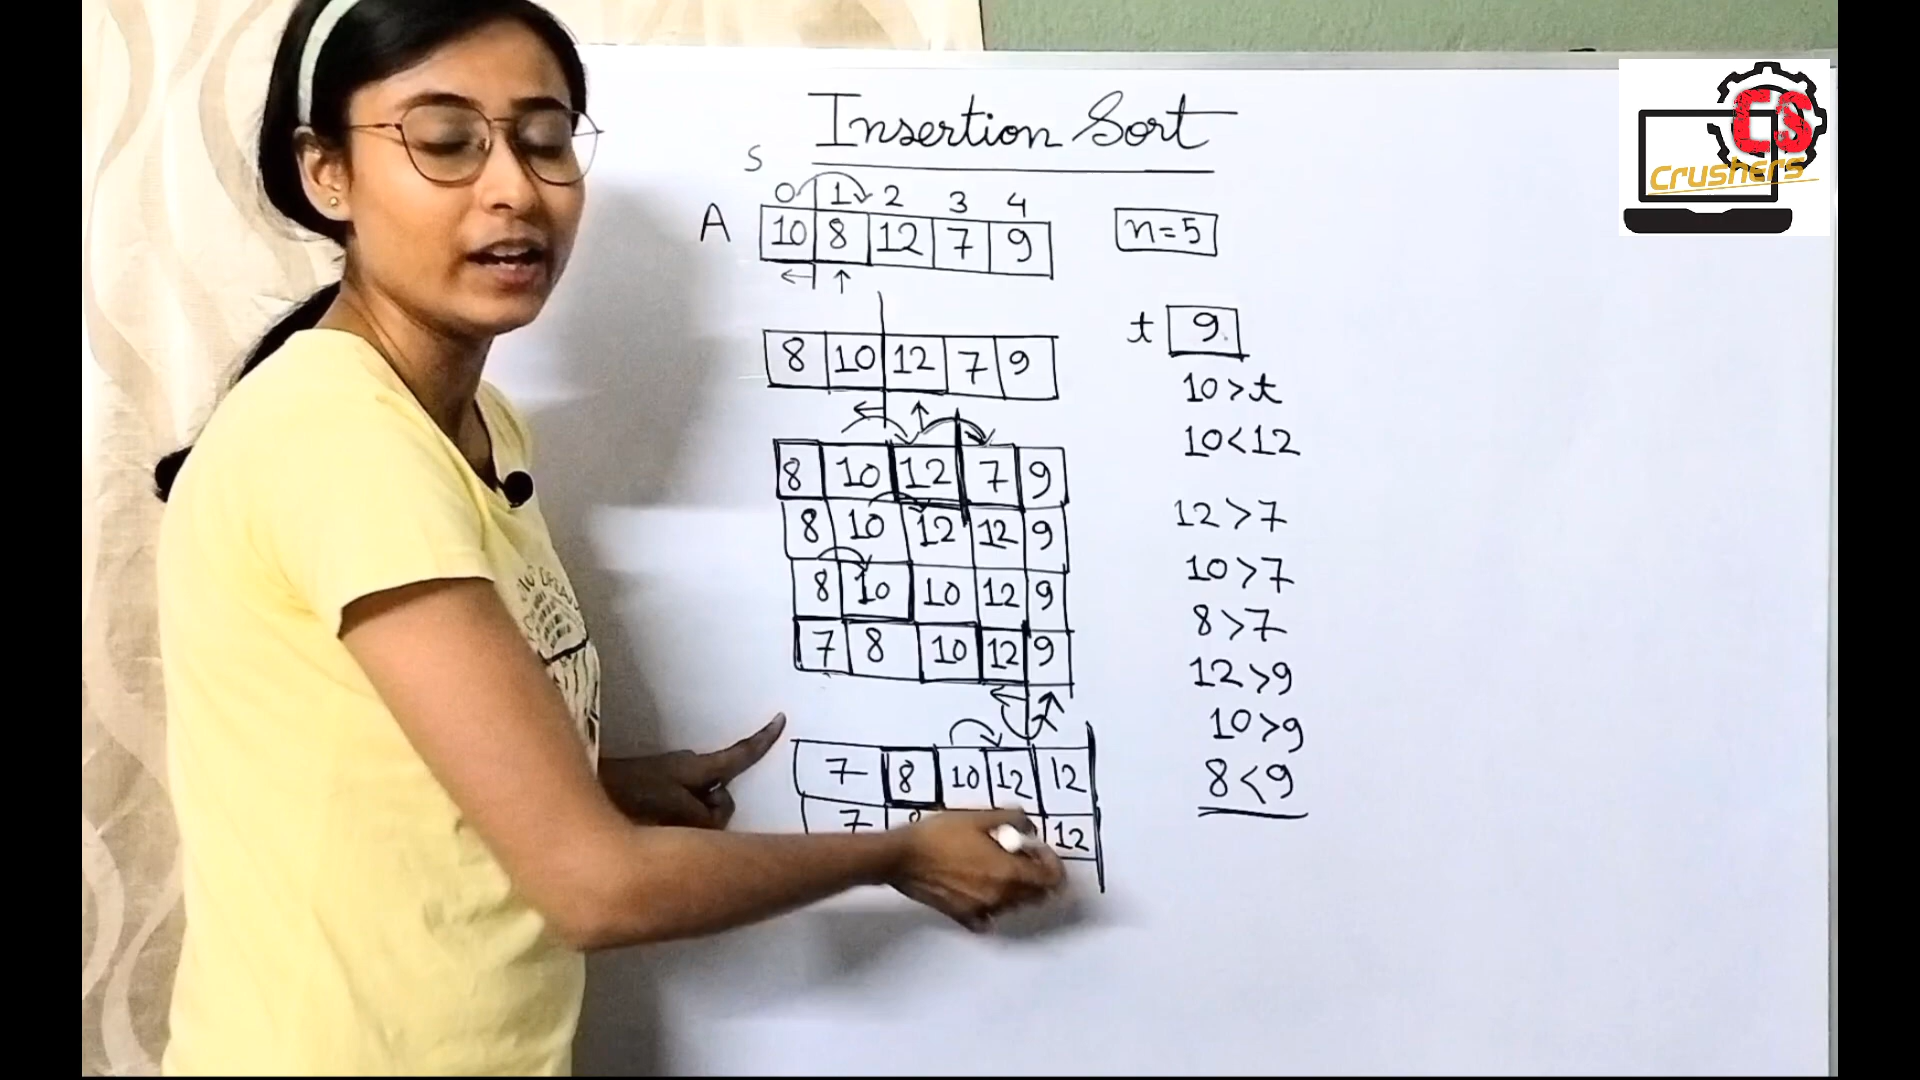 Insertion Sort
S
0 1 2 3 4
A 10 8 12 7 9
n=5
8 10 12 7 9
t 9
10>t
10<12
8 10 12 7 9
12>7
8 10 12 12 9
10>7
8 10 10 12 9
8>7
7 8 10 12 9
12>9
10>9
7 8 10 12 12
8<9
7 8 12
CS
Crushers